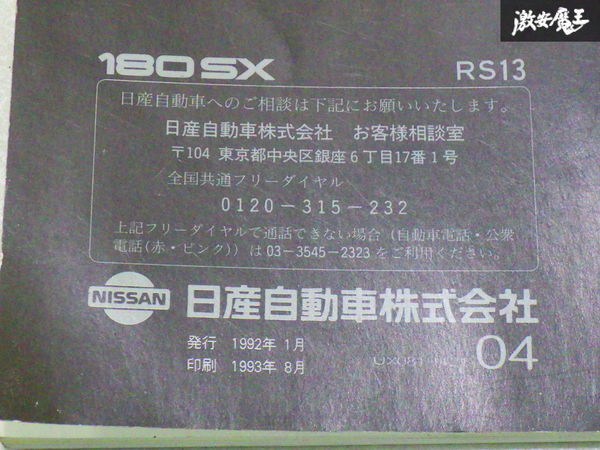 激安魔王
180SX RS13
日産自動車へのご相談は下記にお願いいたします。
日産自動車株式会社 お客様相談室
〒104 東京都中央区銀座6丁目17番1号
全国共通フリーダイヤル
0120-315-232
上記フリーダイヤルで通話できない場合(自動車電話・公衆
電話(赤・ピンク))は03-3545-2323をご利用ください。
NISSAN 日産自動車株式会社
発行 1992年 1月
印刷 1993年 8月
04